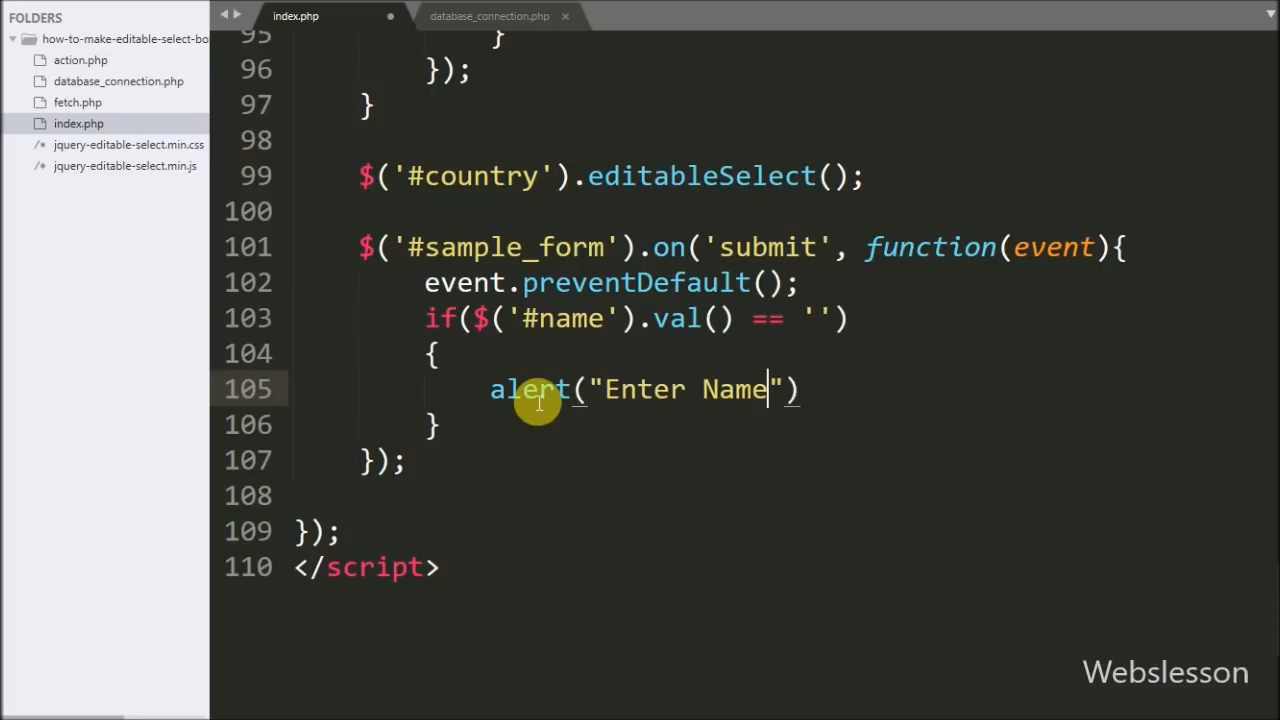 FOLDERS
how-to-make-editable-select-bo
action.php
database_connection.php
fetch.php
index.php
/* jquery-editable-select.min.css
/* jquery-editable-select.min.js
index.php
database_connection.php ×
95 }
96 });
97 }
98
99 $('#country').editableSelect();
100
101 $('#sample_form').on('submit', function(event){
102 event.preventDefault();
103 if($('#name').val() == '')
104 {
105 alert("Enter Name")
106 }
107 });
108
109 });
110 </script>
Webslesson